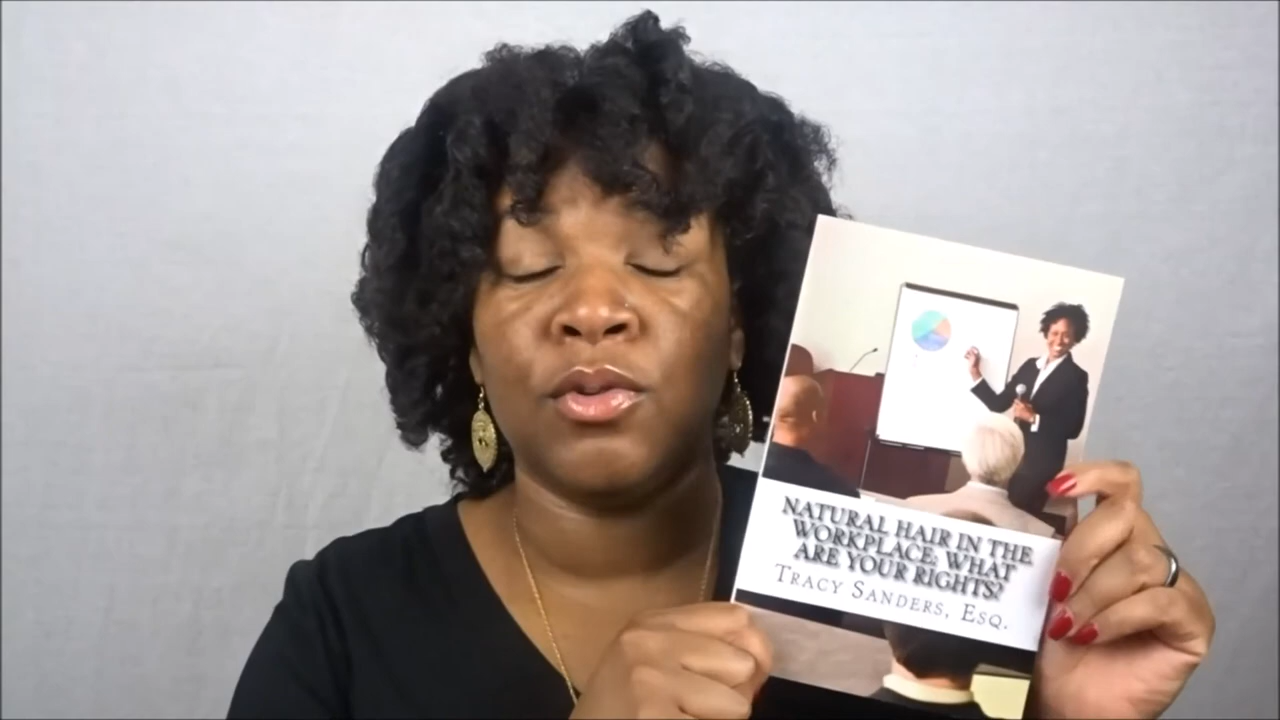 NATURAL HAIR IN THE
WORKPLACE: WHAT
ARE YOUR RIGHTS?
TRACY SANDERS, ESQ.